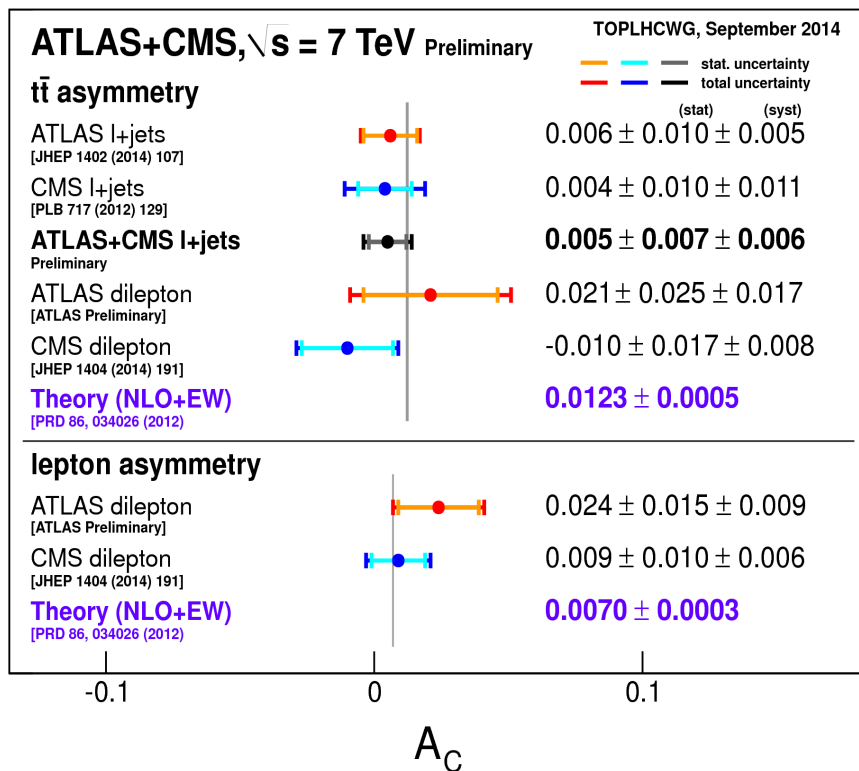 ATLAS+CMS,√s = 7 TeV Preliminary
TOPLHCWG, September 2014
stat. uncertainty
total uncertainty
tt̄ asymmetry
(stat) (syst)
ATLAS l+jets 0.006 ± 0.010 ± 0.005
[JHEP 1402 (2014) 107]
CMS l+jets 0.004 ± 0.010 ± 0.011
[PLB 717 (2012) 129]
ATLAS+CMS l+jets 0.005 ± 0.007 ± 0.006
Preliminary
ATLAS dilepton 0.021 ± 0.025 ± 0.017
[ATLAS Preliminary]
CMS dilepton -0.010 ± 0.017 ± 0.008
[JHEP 1404 (2014) 191]
Theory (NLO+EW) 0.0123 ± 0.0005
[PRD 86, 034026 (2012)
lepton asymmetry
ATLAS dilepton 0.024 ± 0.015 ± 0.009
[ATLAS Preliminary]
CMS dilepton 0.009 ± 0.010 ± 0.006
[JHEP 1404 (2014) 191]
Theory (NLO+EW) 0.0070 ± 0.0003
[PRD 86, 034026 (2012)
-0.1 0 0.1
A_C